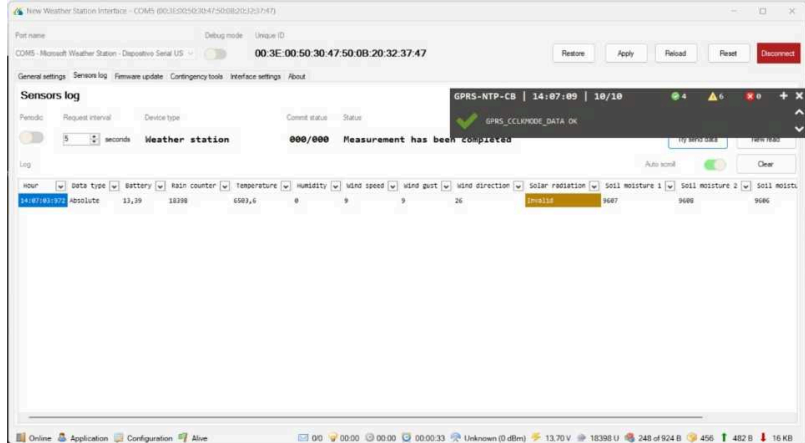 New Weather Station Interface - COM5 (00:3E:00:50:30:47:50:0B:20:32:37:47)
Port name Debug mode Unique ID
COM5 - Microsoft Weather Station - Dispositivo Serial US 00:3E:00:50:30:47:50:0B:20:32:37:47 Restore Apply Reload Reset Disconnect
General settings Sensors log Firmware update Contingency tools Interface settings About
Sensors log
GPRS-NTP-CB | 14:07:09 | 10/10 4 6 0
GPRS_CCLKMODE_DATA OK
Periodic Request interval Device type Commit status Status
5 seconds Weather station 000/000 Measurement has been completed Try send data New read
Log Auto scroll Clear
Hour Data type Battery Rain counter Temperature Humidity Wind speed Wind gust Wind direction Solar radiation Soil moisture 1 Soil moisture 2 Soil moistu
14:07:03:972 Absolute 13,39 18398 6503,6 0 9 9 26 Invalid 9607 9608 9606
Online Application Configuration Alive 0/0 00:00 00:00 00:00:33 Unknown (0 dBm) 13.70 V 18398 U 248 of 924 B 456 482 B 16 KB